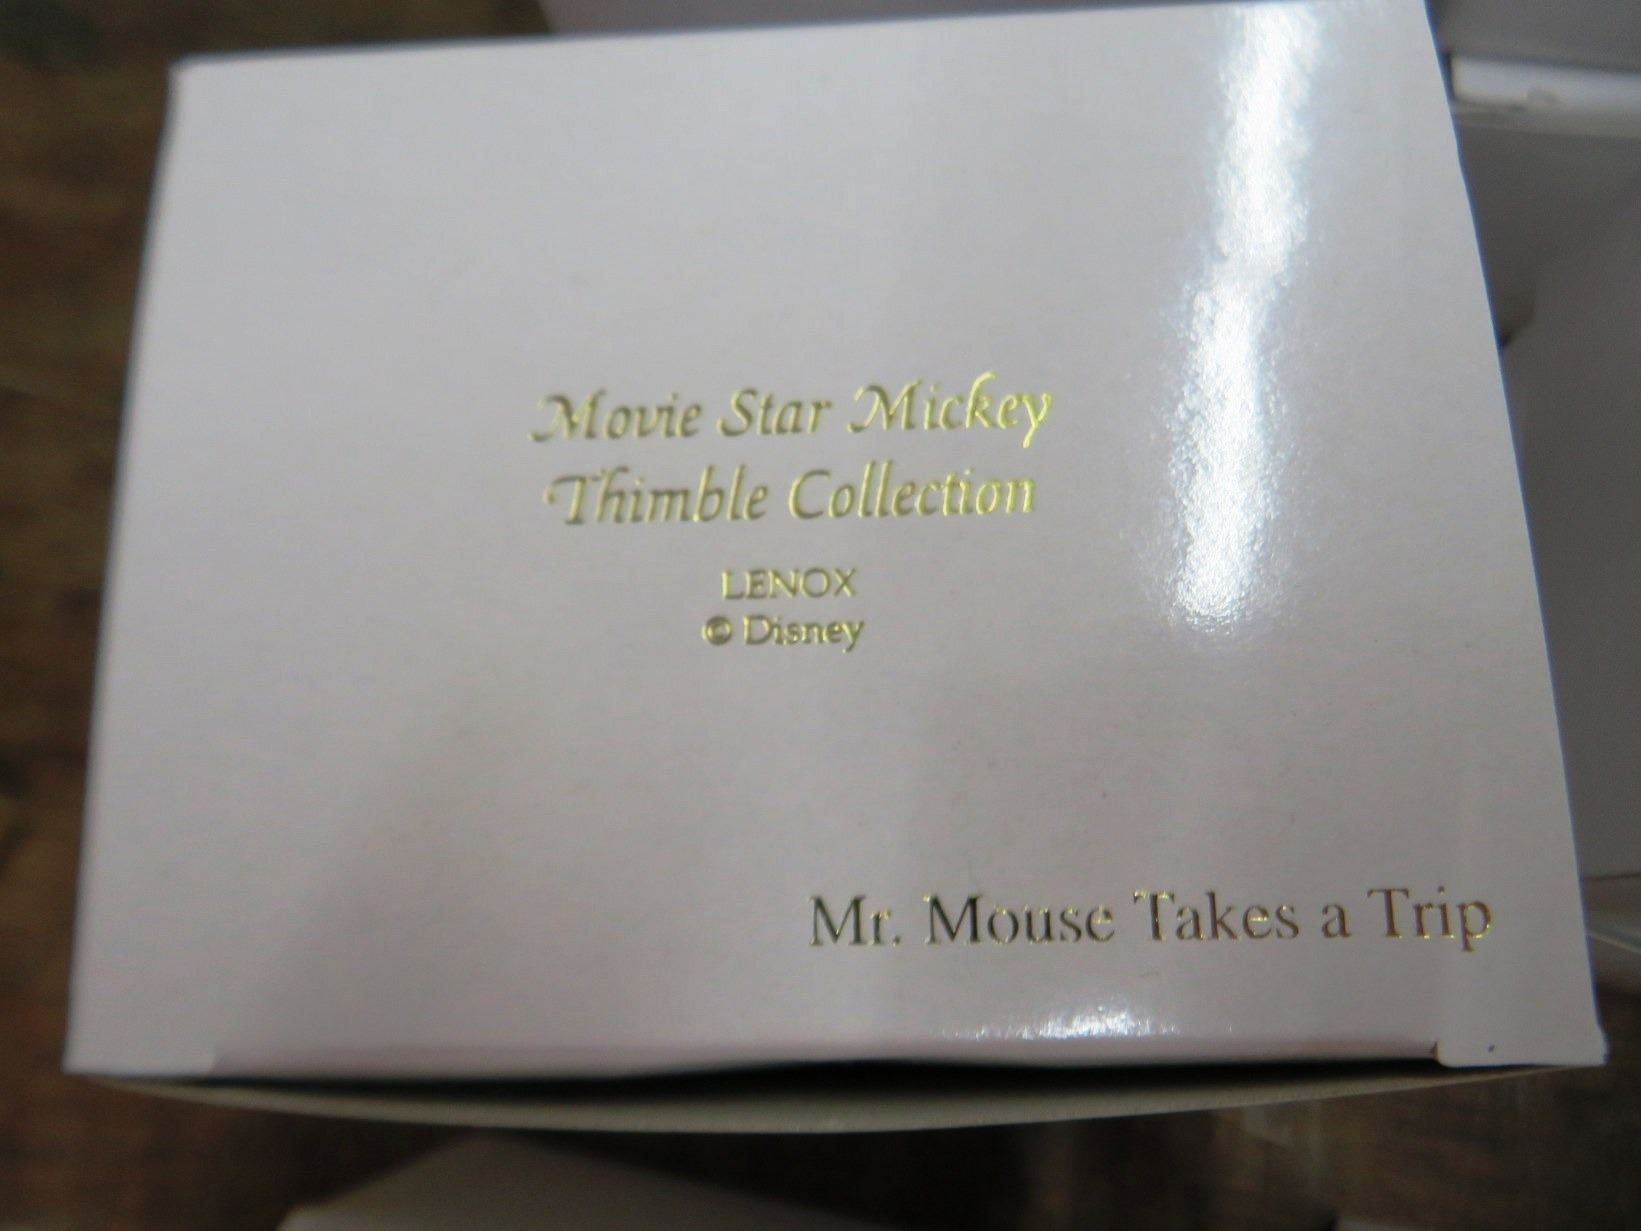 Movie Star Mickey
Thimble Collection
LENOX
© Disney
Mr. Mouse Takes a Trip